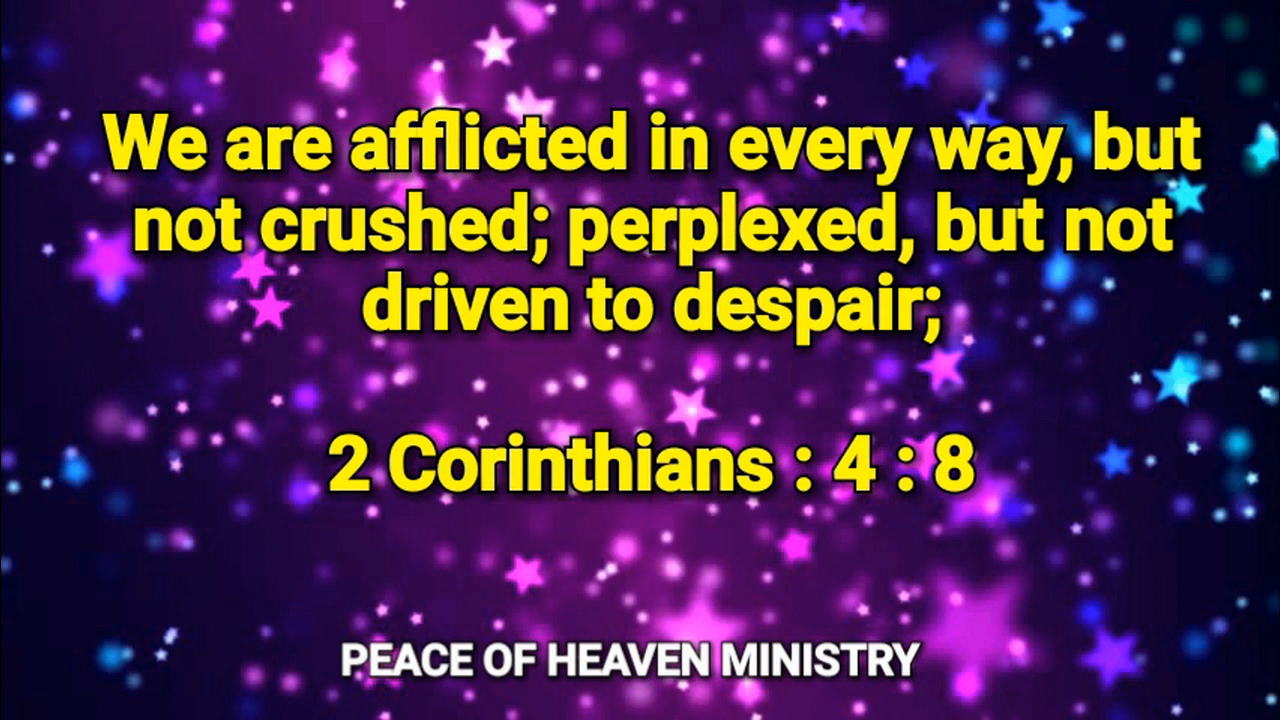 We are afflicted in every way, but
not crushed; perplexed, but not
driven to despair;
2 Corinthians : 4 : 8
PEACE OF HEAVEN MINISTRY